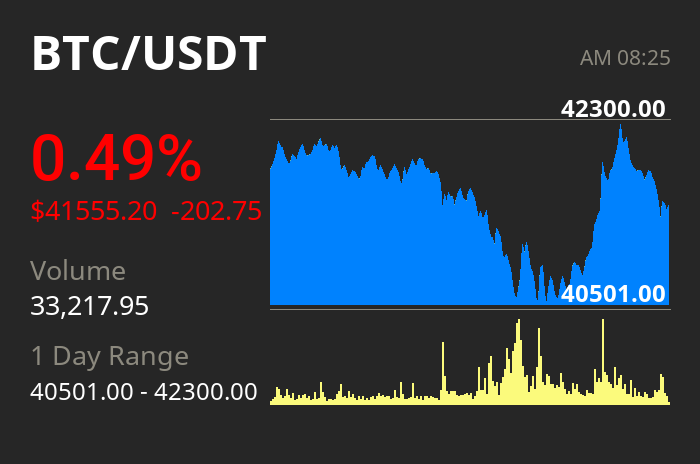 BTC/USDT
AM 08:25
42300.00
0.49%
$41555.20 -202.75
Volume
33,217.95
40501.00
1 Day Range
40501.00 - 42300.00